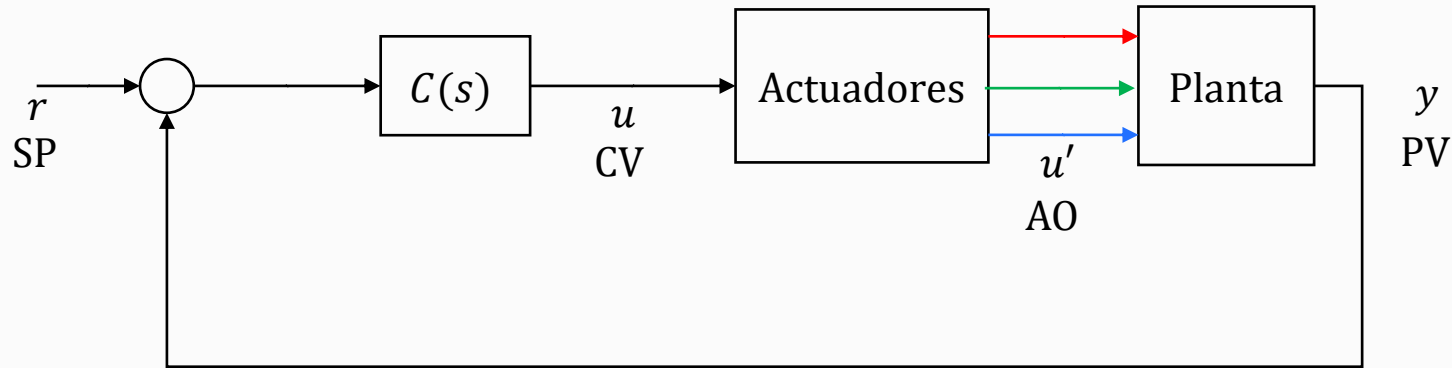 r
SP
C(s)
u
CV
Actuadores
u′
AO
Planta
y
PV